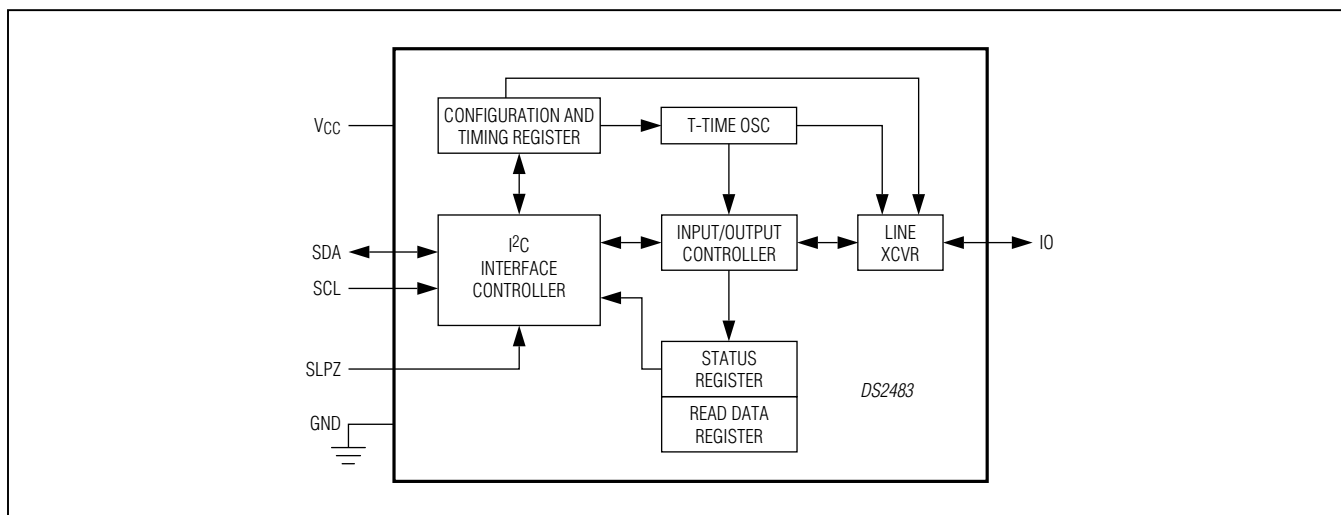 VCC
SDA
SCL
SLPZ
GND
CONFIGURATION AND
TIMING REGISTER
T-TIME OSC
I2C
INTERFACE
CONTROLLER
INPUT/OUTPUT
CONTROLLER
LINE
XCVR
IO
STATUS
REGISTER
READ DATA
REGISTER
DS2483